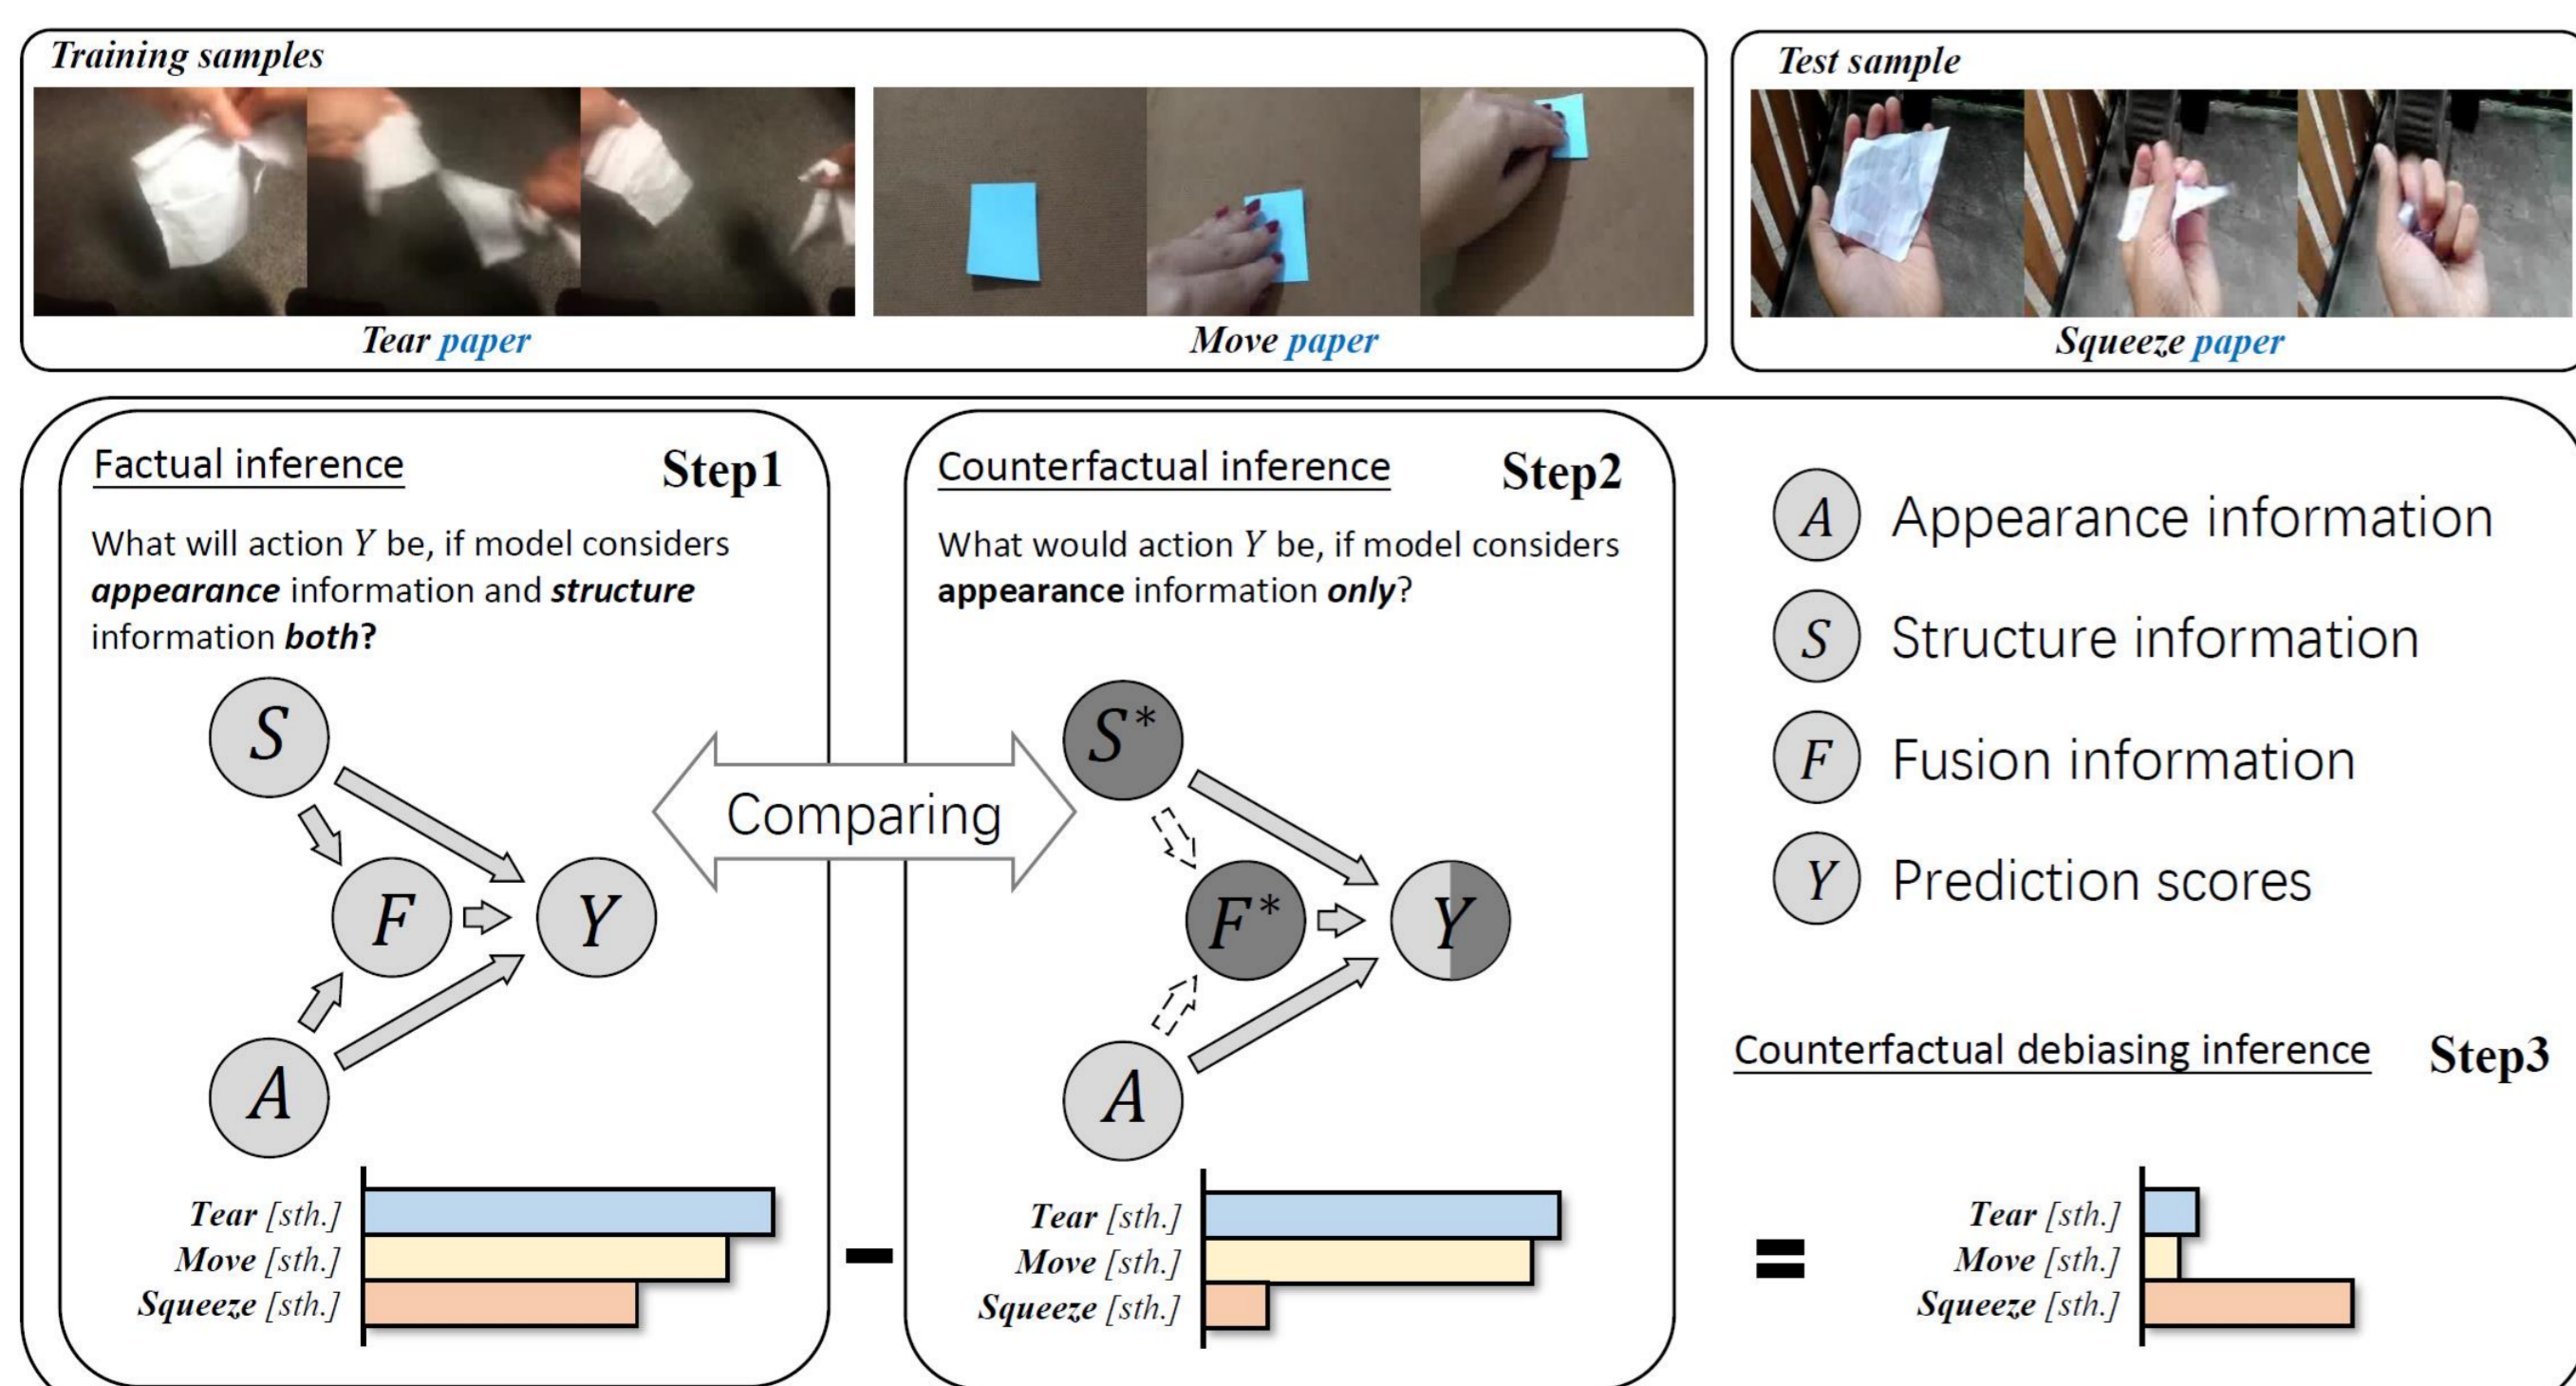 Training samples
Tear paper
Move paper
Test sample
Squeeze paper
Factual inference Step1
What will action Y be, if model considers
appearance information and structure
information both?
S
F
Y
A
Tear [sth.]
Move [sth.]
Squeeze [sth.]
Comparing
Counterfactual inference Step2
What would action Y be, if model considers
appearance information only?
S*
F*
Y
A
Tear [sth.]
Move [sth.]
Squeeze [sth.]
A Appearance information
S Structure information
F Fusion information
Y Prediction scores
Counterfactual debiasing inference Step3
Tear [sth.]
Move [sth.]
Squeeze [sth.]